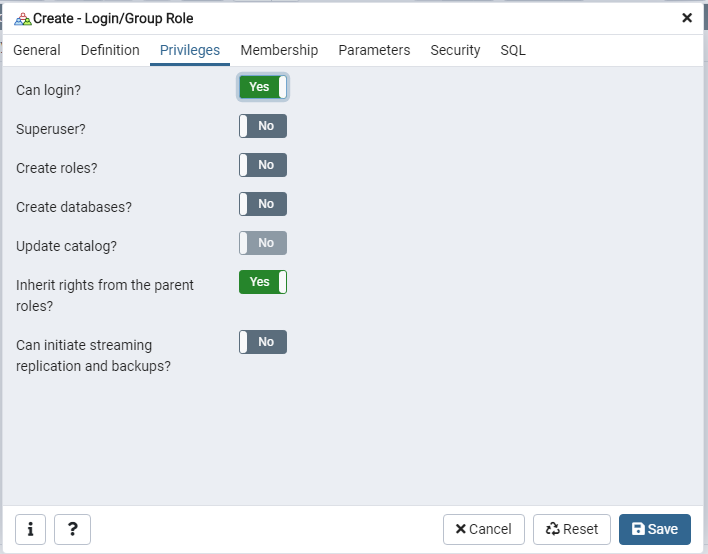 Create - Login/Group Role
General Definition Privileges Membership Parameters Security SQL
Can login? Yes
Superuser? No
Create roles? No
Create databases? No
Update catalog? No
Inherit rights from the parent Yes
roles?
Can initiate streaming No
replication and backups?
i ? Cancel Reset Save